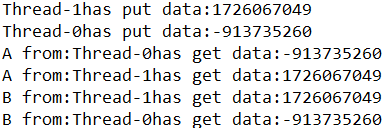 Thread-1has put data:1726067049
Thread-0has put data:-913735260
A from:Thread-0has get data:-913735260
A from:Thread-1has get data:1726067049
B from:Thread-1has get data:1726067049
B from:Thread-0has get data:-913735260